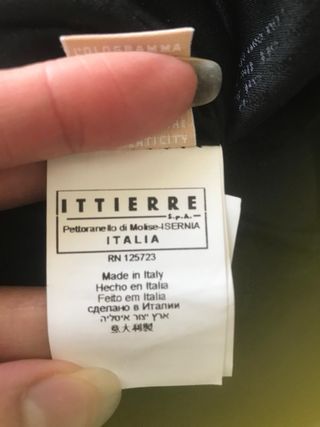 L'OLOGRAMMA
ITTIERRE
S.p.A.
Pettoranello di Molise-ISERNIA
ITALIA
RN 125723
Made in Italy
Hecho en Italia
Feito em Italia
сделано в Италии
ארץ יצור איטליה
意大利製